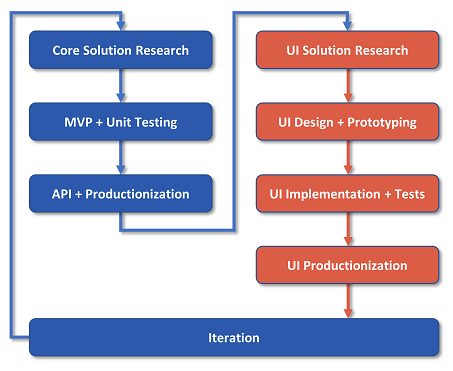 Core Solution Research
MVP + Unit Testing
API + Productionization
UI Solution Research
UI Design + Prototyping
UI Implementation + Tests
UI Productionization
Iteration